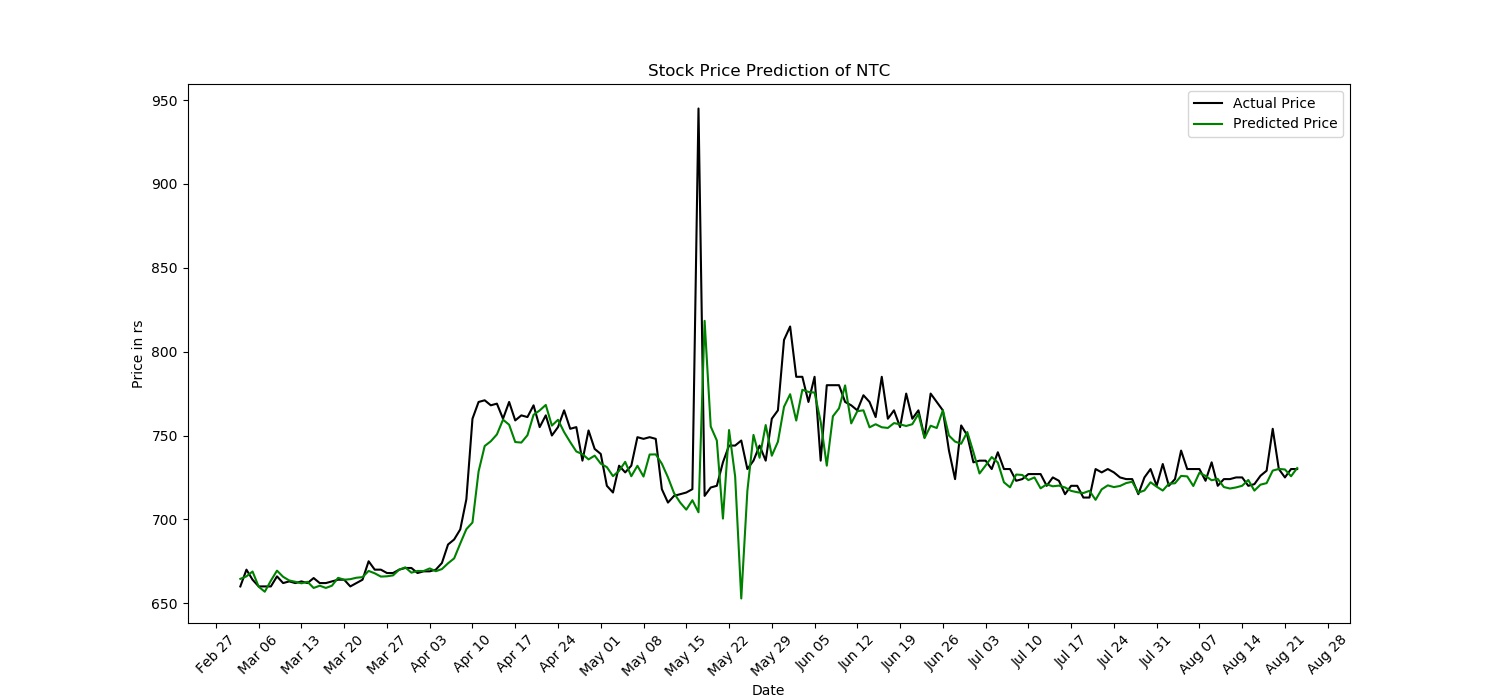 Stock Price Prediction of NTC
Actual Price
Predicted Price
950
900
850
800
750
700
650
Price in rs
Feb 27
Mar 06
Mar 13
Mar 20
Mar 27
Apr 03
Apr 10
Apr 17
Apr 24
May 01
May 08
May 15
May 22
May 29
Jun 05
Jun 12
Jun 19
Jun 26
Jul 03
Jul 10
Jul 17
Jul 24
Jul 31
Aug 07
Aug 14
Aug 21
Aug 28
Date